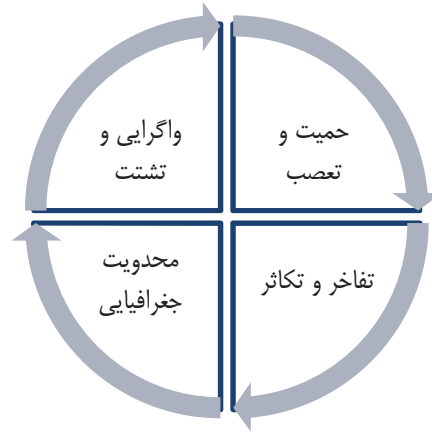 حمیت و
تعصب
واگرایی و
تشتت
تفاخر و تکاثر
محدویت
جغرافیایی